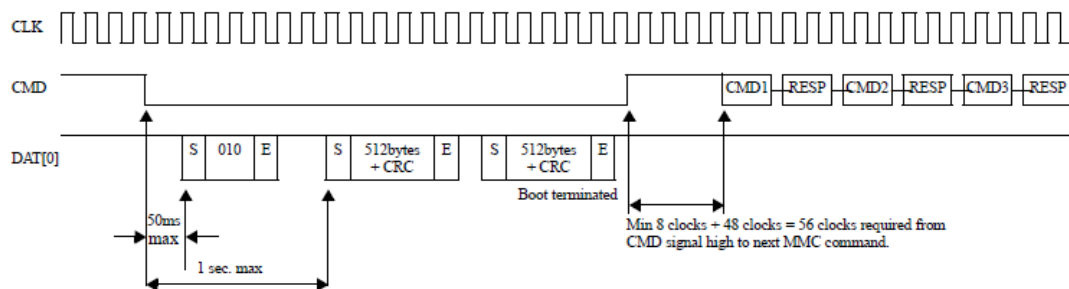 CLK
CMD
CMD1 RESP CMD2 RESP CMD3 RESP
DAT[0]
S 010 E S 512bytes + CRC E S 512bytes + CRC E
Boot terminated
50ms
max
1 sec. max
Min 8 clocks + 48 clocks = 56 clocks required from
CMD signal high to next MMC command.